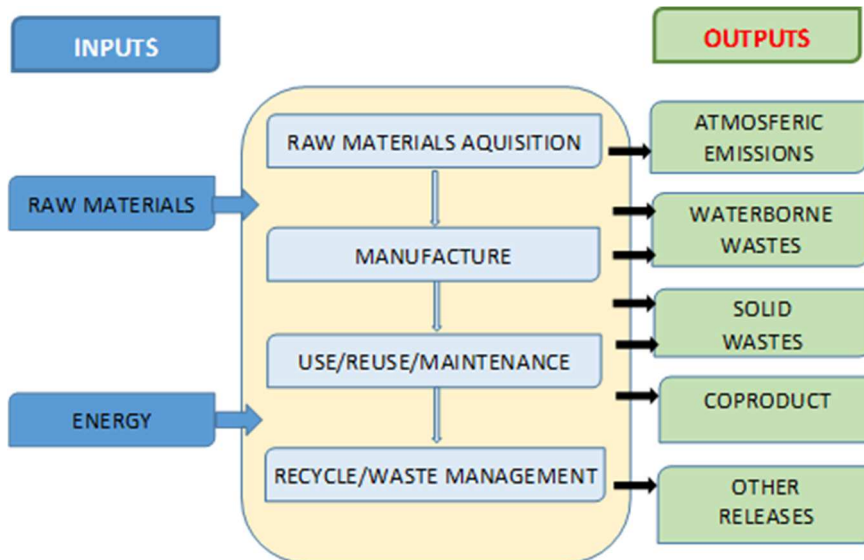 INPUTS
OUTPUTS
RAW MATERIALS
ENERGY
RAW MATERIALS AQUISITION
MANUFACTURE
USE/REUSE/MAINTENANCE
RECYCLE/WASTE MANAGEMENT
ATMOSFERIC
EMISSIONS
WATERBORNE
WASTES
SOLID
WASTES
COPRODUCT
OTHER
RELEASES